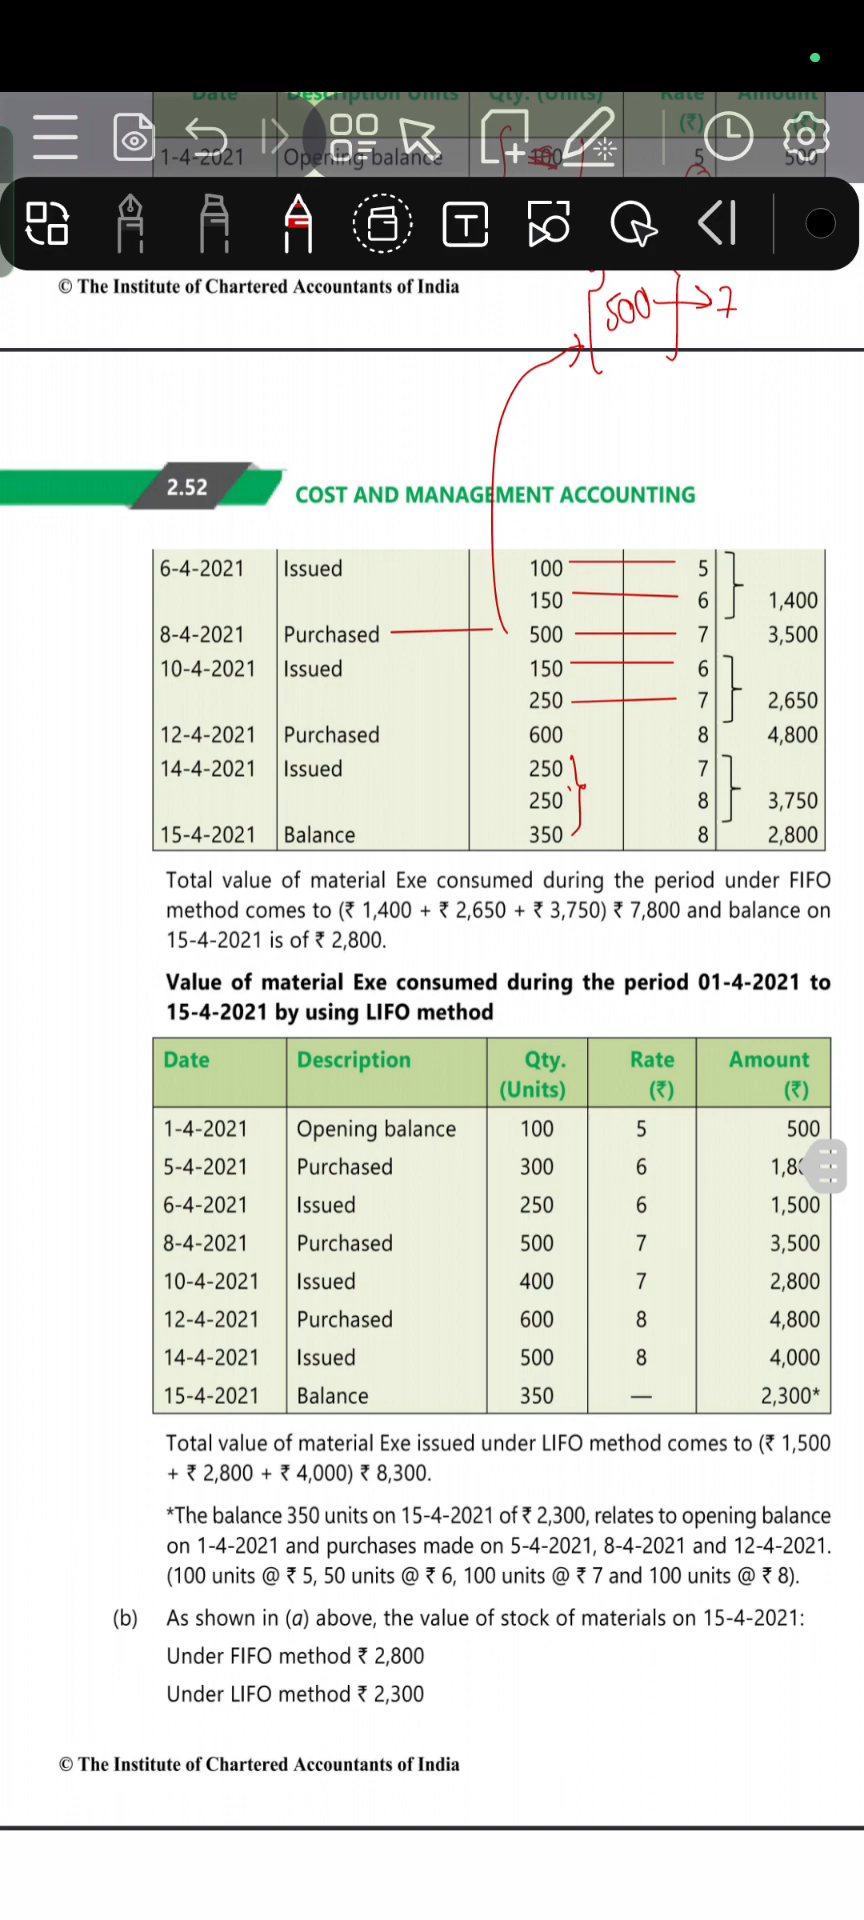 Date Description Units Qty. (Units) Rate (₹) Amount (₹)
1-4-2021 Opening balance 100 5 500
T
© The Institute of Chartered Accountants of India
500 → 7
2.52 COST AND MANAGEMENT ACCOUNTING
6-4-2021 Issued 100 5
150 6 1,400
8-4-2021 Purchased 500 7 3,500
10-4-2021 Issued 150 6
250 7 2,650
12-4-2021 Purchased 600 8 4,800
14-4-2021 Issued 250 7
250 8 3,750
15-4-2021 Balance 350 8 2,800
Total value of material Exe consumed during the period under FIFO
method comes to (₹ 1,400 + ₹ 2,650 + ₹ 3,750) ₹ 7,800 and balance on
15-4-2021 is of ₹ 2,800.
Value of material Exe consumed during the period 01-4-2021 to
15-4-2021 by using LIFO method
Date Description Qty. Rate Amount
(Units) (₹) (₹)
1-4-2021 Opening balance 100 5 500
5-4-2021 Purchased 300 6
6-4-2021 Issued 250 6 1,500
8-4-2021 Purchased 500 7 3,500
10-4-2021 Issued 400 7 2,800
12-4-2021 Purchased 600 8 4,800
14-4-2021 Issued 500 8 4,000
15-4-2021 Balance 350 — 2,300*
Total value of material Exe issued under LIFO method comes to (₹ 1,500
+ ₹ 2,800 + ₹ 4,000) ₹ 8,300.
*The balance 350 units on 15-4-2021 of ₹ 2,300, relates to opening balance
on 1-4-2021 and purchases made on 5-4-2021, 8-4-2021 and 12-4-2021.
(100 units @ ₹ 5, 50 units @ ₹ 6, 100 units @ ₹ 7 and 100 units @ ₹ 8).
(b) As shown in (a) above, the value of stock of materials on 15-4-2021:
Under FIFO method ₹ 2,800
Under LIFO method ₹ 2,300
© The Institute of Chartered Accountants of India